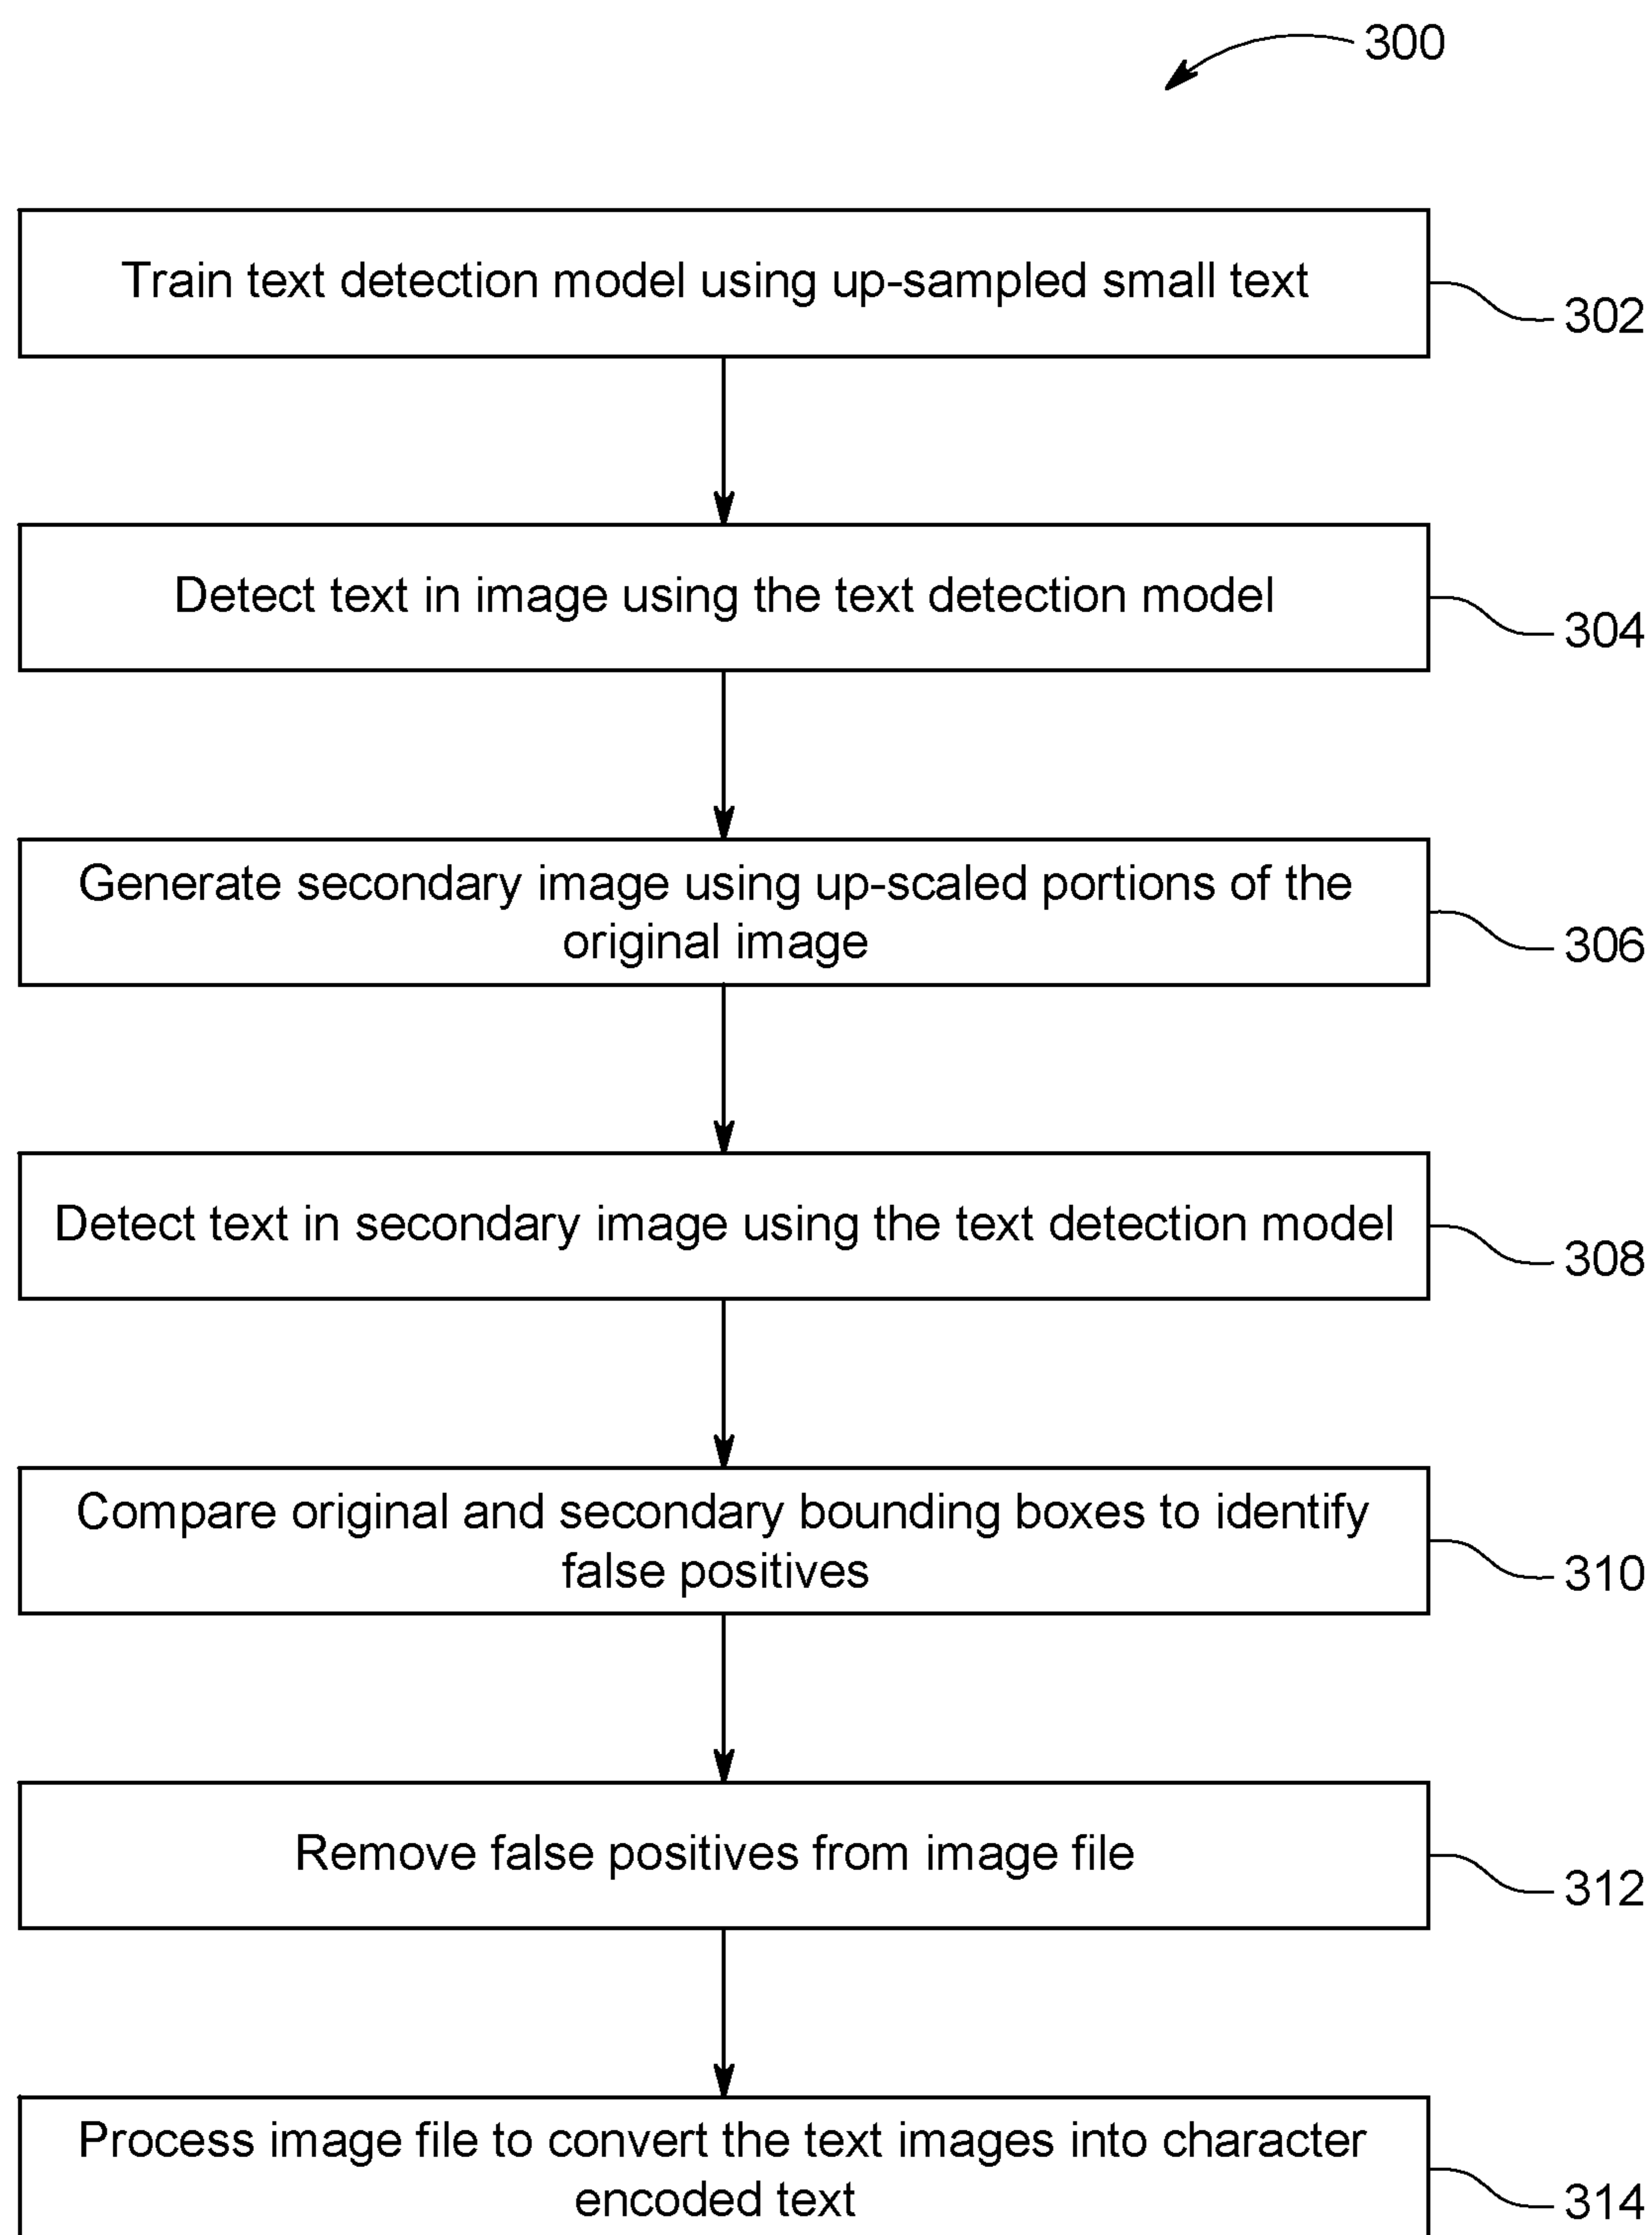 300
Train text detection model using up-sampled small text
302
Detect text in image using the text detection model
304
Generate secondary image using up-scaled portions of the
original image
306
Detect text in secondary image using the text detection model
308
Compare original and secondary bounding boxes to identify
false positives
310
Remove false positives from image file
312
Process image file to convert the text images into character
encoded text
314